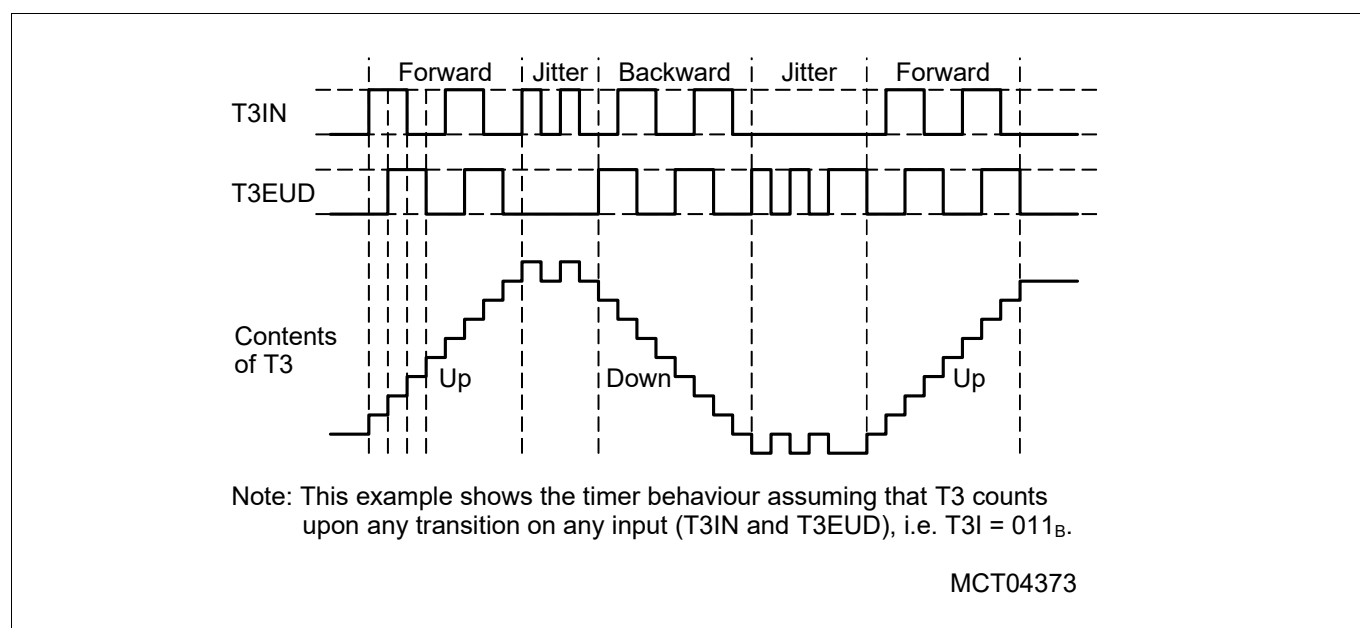 Forward Jitter Backward Jitter Forward
T3IN
T3EUD
Contents
of T3
Up Down Up
Note: This example shows the timer behaviour assuming that T3 counts
upon any transition on any input (T3IN and T3EUD), i.e. T3I = 011B.
MCT04373